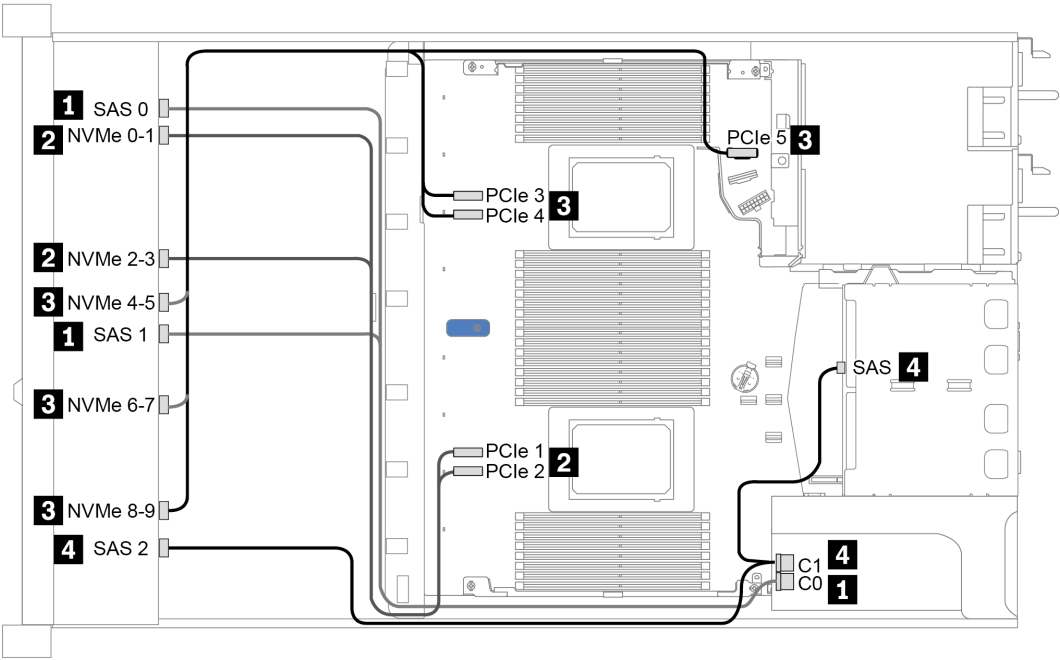 1 SAS 0
2 NVMe 0-1
PCIe 5 3
PCIe 3
PCIe 4 3
2 NVMe 2-3
3 NVMe 4-5
1 SAS 1
SAS 4
3 NVMe 6-7
PCIe 1
PCIe 2 2
3 NVMe 8-9
4 SAS 2
C1 4
C0 1